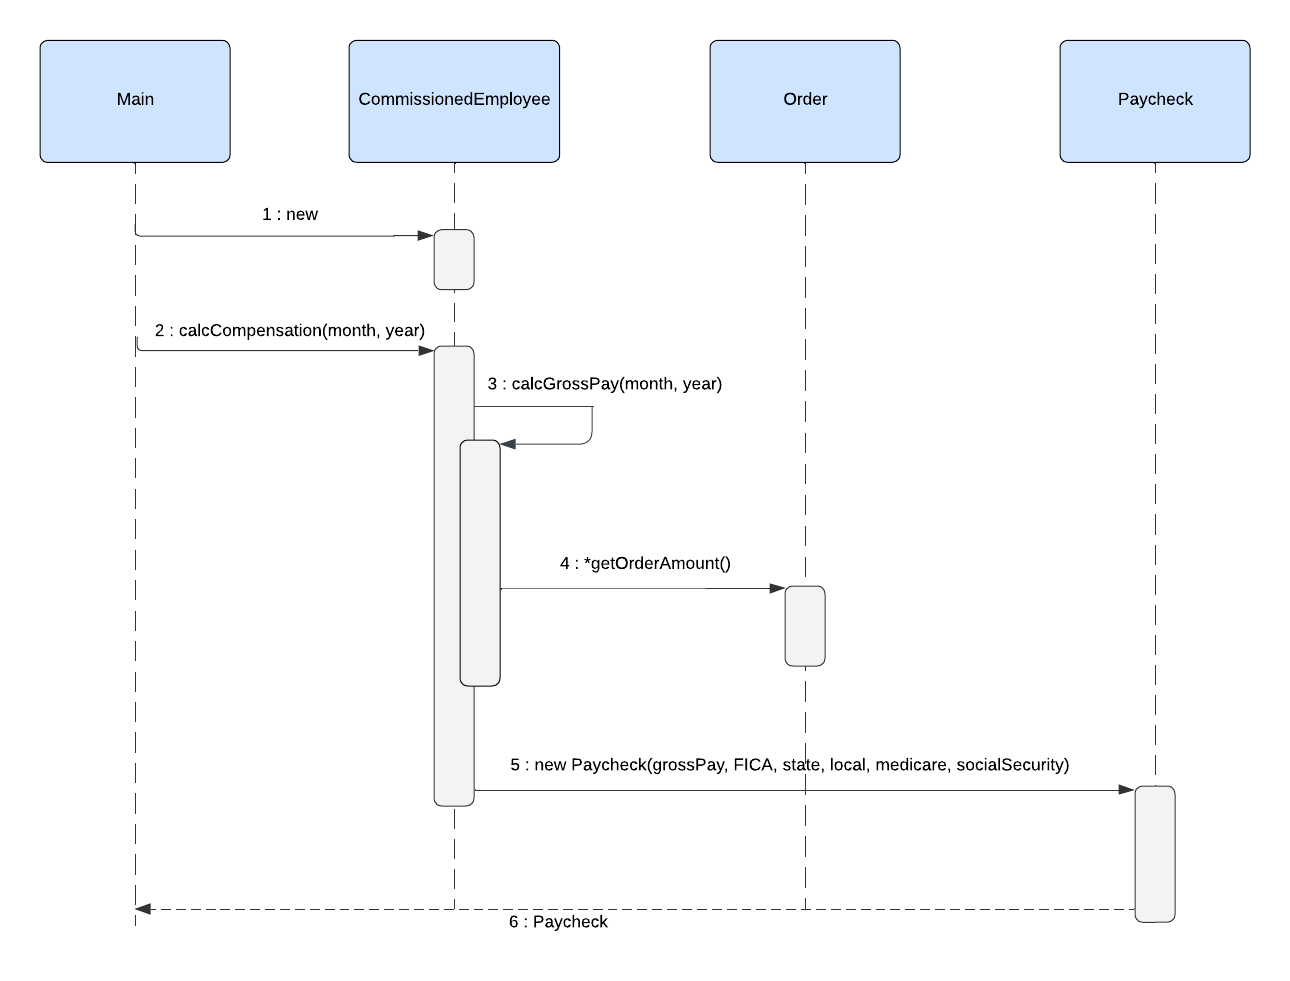 Main
CommissionedEmployee
Order
Paycheck
1 : new
2 : calcCompensation(month, year)
3 : calcGrossPay(month, year)
4 : *getOrderAmount()
5 : new Paycheck(grossPay, FICA, state, local, medicare, socialSecurity)
6 : Paycheck